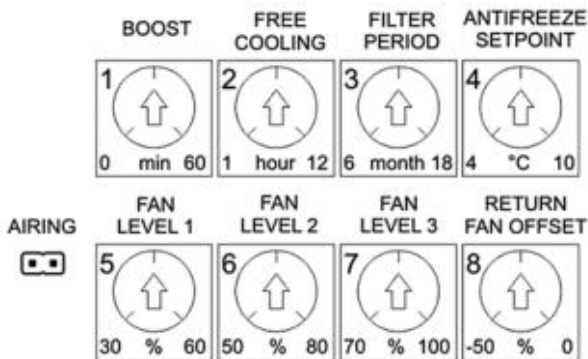 BOOST
FREE COOLING
FILTER PERIOD
ANTIFREEZE SETPOINT
1
0 min 60
2
1 hour 12
3
6 month 18
4
4 °C 10
AIRING
FAN LEVEL 1
FAN LEVEL 2
FAN LEVEL 3
RETURN FAN OFFSET
5
30 % 60
6
50 % 80
7
70 % 100
8
-50 % 0